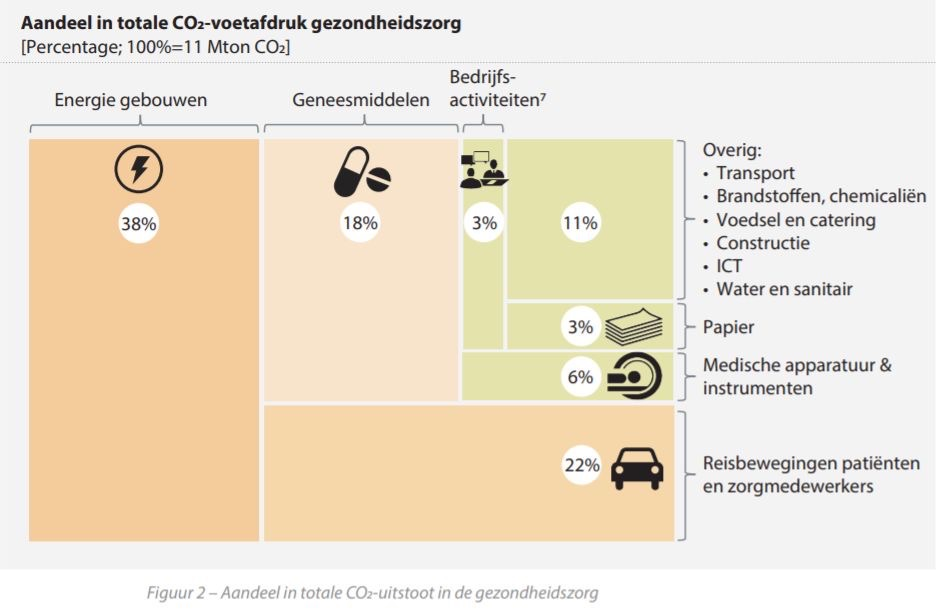 Aandeel in totale CO₂-voetafdruk gezondheidszorg
[Percentage; 100%=11 Mton CO₂]
Energie gebouwen
Geneesmiddelen
Bedrijfs-
activiteiten⁷
38%
18%
3%
11%
Overig:
• Transport
• Brandstoffen, chemicaliën
• Voedsel en catering
• Constructie
• ICT
• Water en sanitair
3%
Papier
6%
Medische apparatuur &
instrumenten
22%
Reisbewegingen patiënten
en zorgmedewerkers
Figuur 2 – Aandeel in totale CO₂-uitstoot in de gezondheidszorg